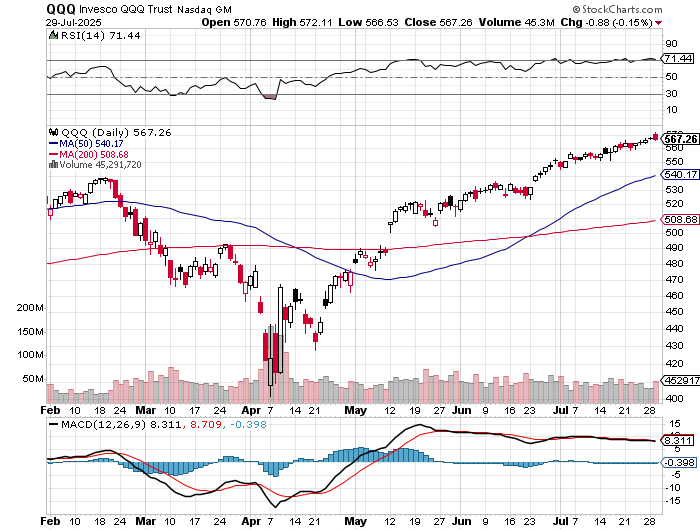 QQQ Invesco QQQ Trust Nasdaq GM
© StockCharts.com
29-Jul-2025
Open 570.76 High 572.11 Low 566.53 Close 567.26 Volume 45.3M Chg -0.88 (-0.15%)
RSI(14) 71.44
90
71.44
50
30
10
QQQ (Daily) 567.26
MA(50) 540.17
MA(200) 508.68
Volume 45,291,720
570
567.26
560
550
540.17
530
520
510
508.68
500
490
480
470
460
450
440
430
420
410
400
200M
150M
100M
50M
452917
Feb 10 18 24 Mar 10 17 24 Apr 7 14 21 May 12 19 27 Jun 9 16 23 Jul 7 14 21 28
MACD(12,26,9) 8.311, 8.709, -0.398
15
10
8.311
5
-0.398
-5
-10
-15
Feb 10 18 24 Mar 10 17 24 Apr 7 14 21 May 12 19 27 Jun 9 16 23 Jul 7 14 21 28